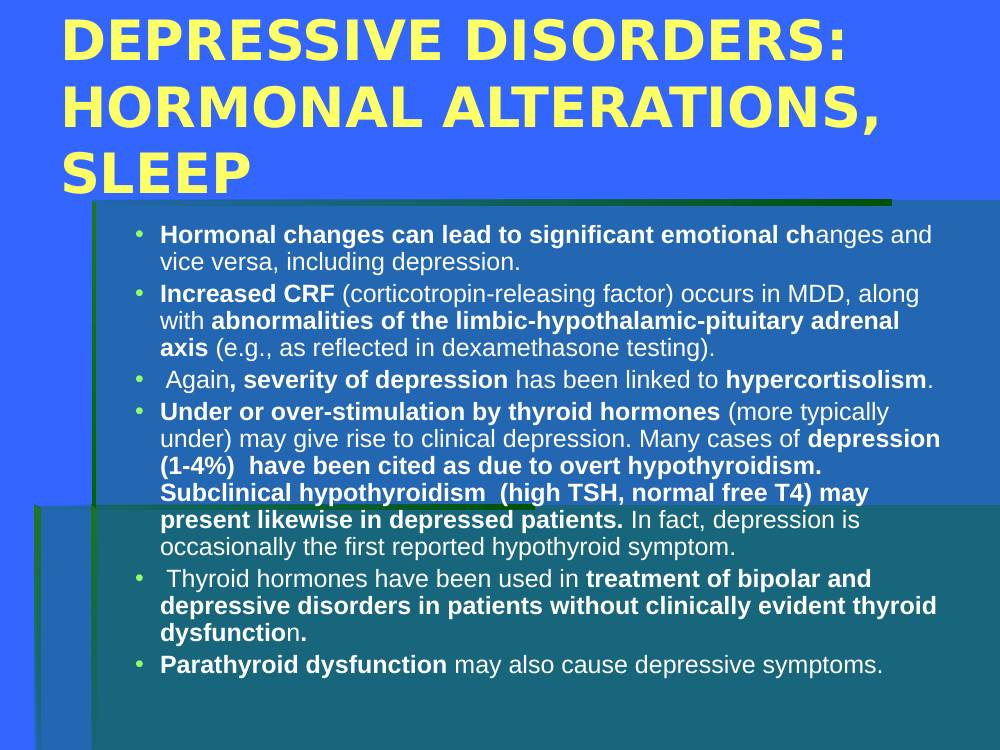 DEPRESSIVE DISORDERS:
HORMONAL ALTERATIONS,
SLEEP
• Hormonal changes can lead to significant emotional changes and
vice versa, including depression.
• Increased CRF (corticotropin-releasing factor) occurs in MDD, along
with abnormalities of the limbic-hypothalamic-pituitary adrenal
axis (e.g., as reflected in dexamethasone testing).
• Again, severity of depression has been linked to hypercortisolism.
• Under or over-stimulation by thyroid hormones (more typically
under) may give rise to clinical depression. Many cases of depression
(1-4%)  have been cited as due to overt hypothyroidism.
Subclinical hypothyroidism  (high TSH, normal free T4) may
present likewise in depressed patients. In fact, depression is
occasionally the first reported hypothyroid symptom.
• Thyroid hormones have been used in treatment of bipolar and
depressive disorders in patients without clinically evident thyroid
dysfunction.
• Parathyroid dysfunction may also cause depressive symptoms.